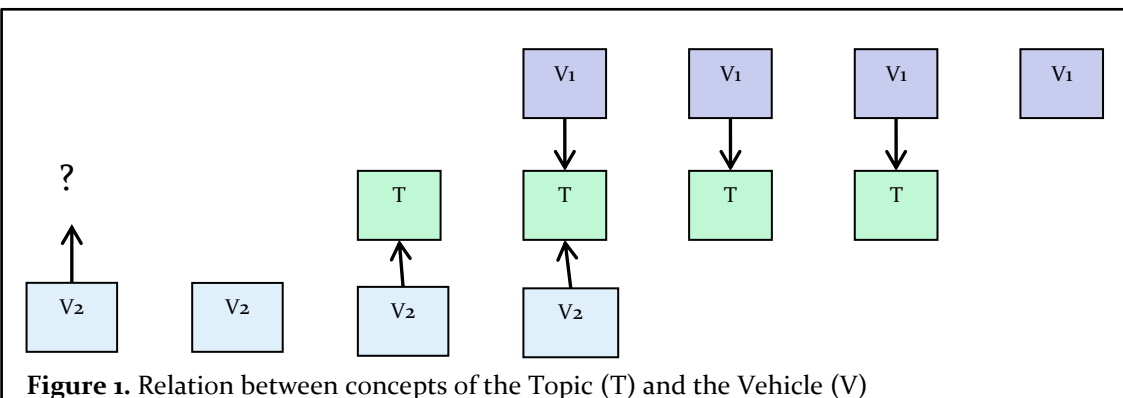 V1 V1 V1 V1
? T T T T
V2 V2 V2 V2
Figure 1. Relation between concepts of the Topic (T) and the Vehicle (V)